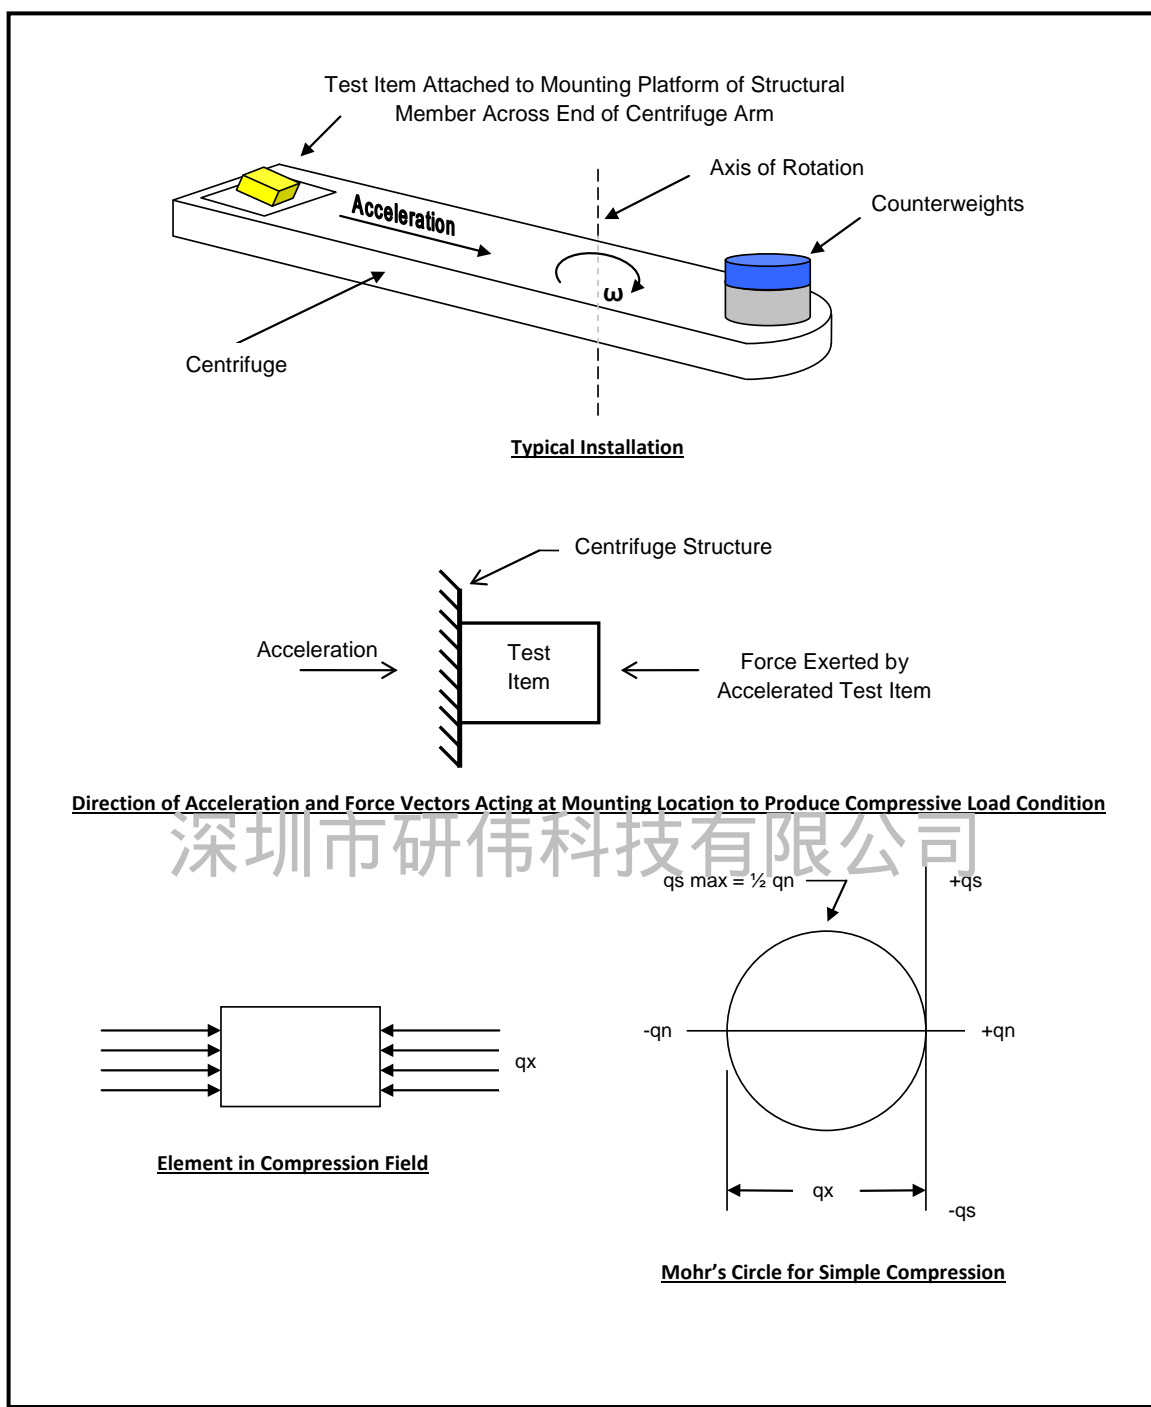 Test Item Attached to Mounting Platform of Structural
Member Across End of Centrifuge Arm
Axis of Rotation
Counterweights
Acceleration
ω
Centrifuge
Typical Installation
Centrifuge Structure
Acceleration
Test
Item
Force Exerted by
Accelerated Test Item
Direction of Acceleration and Force Vectors Acting at Mounting Location to Produce Compressive Load Condition
深圳市研伟科技有限公司
qs max = ½ qn
+qs
-qn
+qn
qx
Element in Compression Field
qx
-qs
Mohr's Circle for Simple Compression